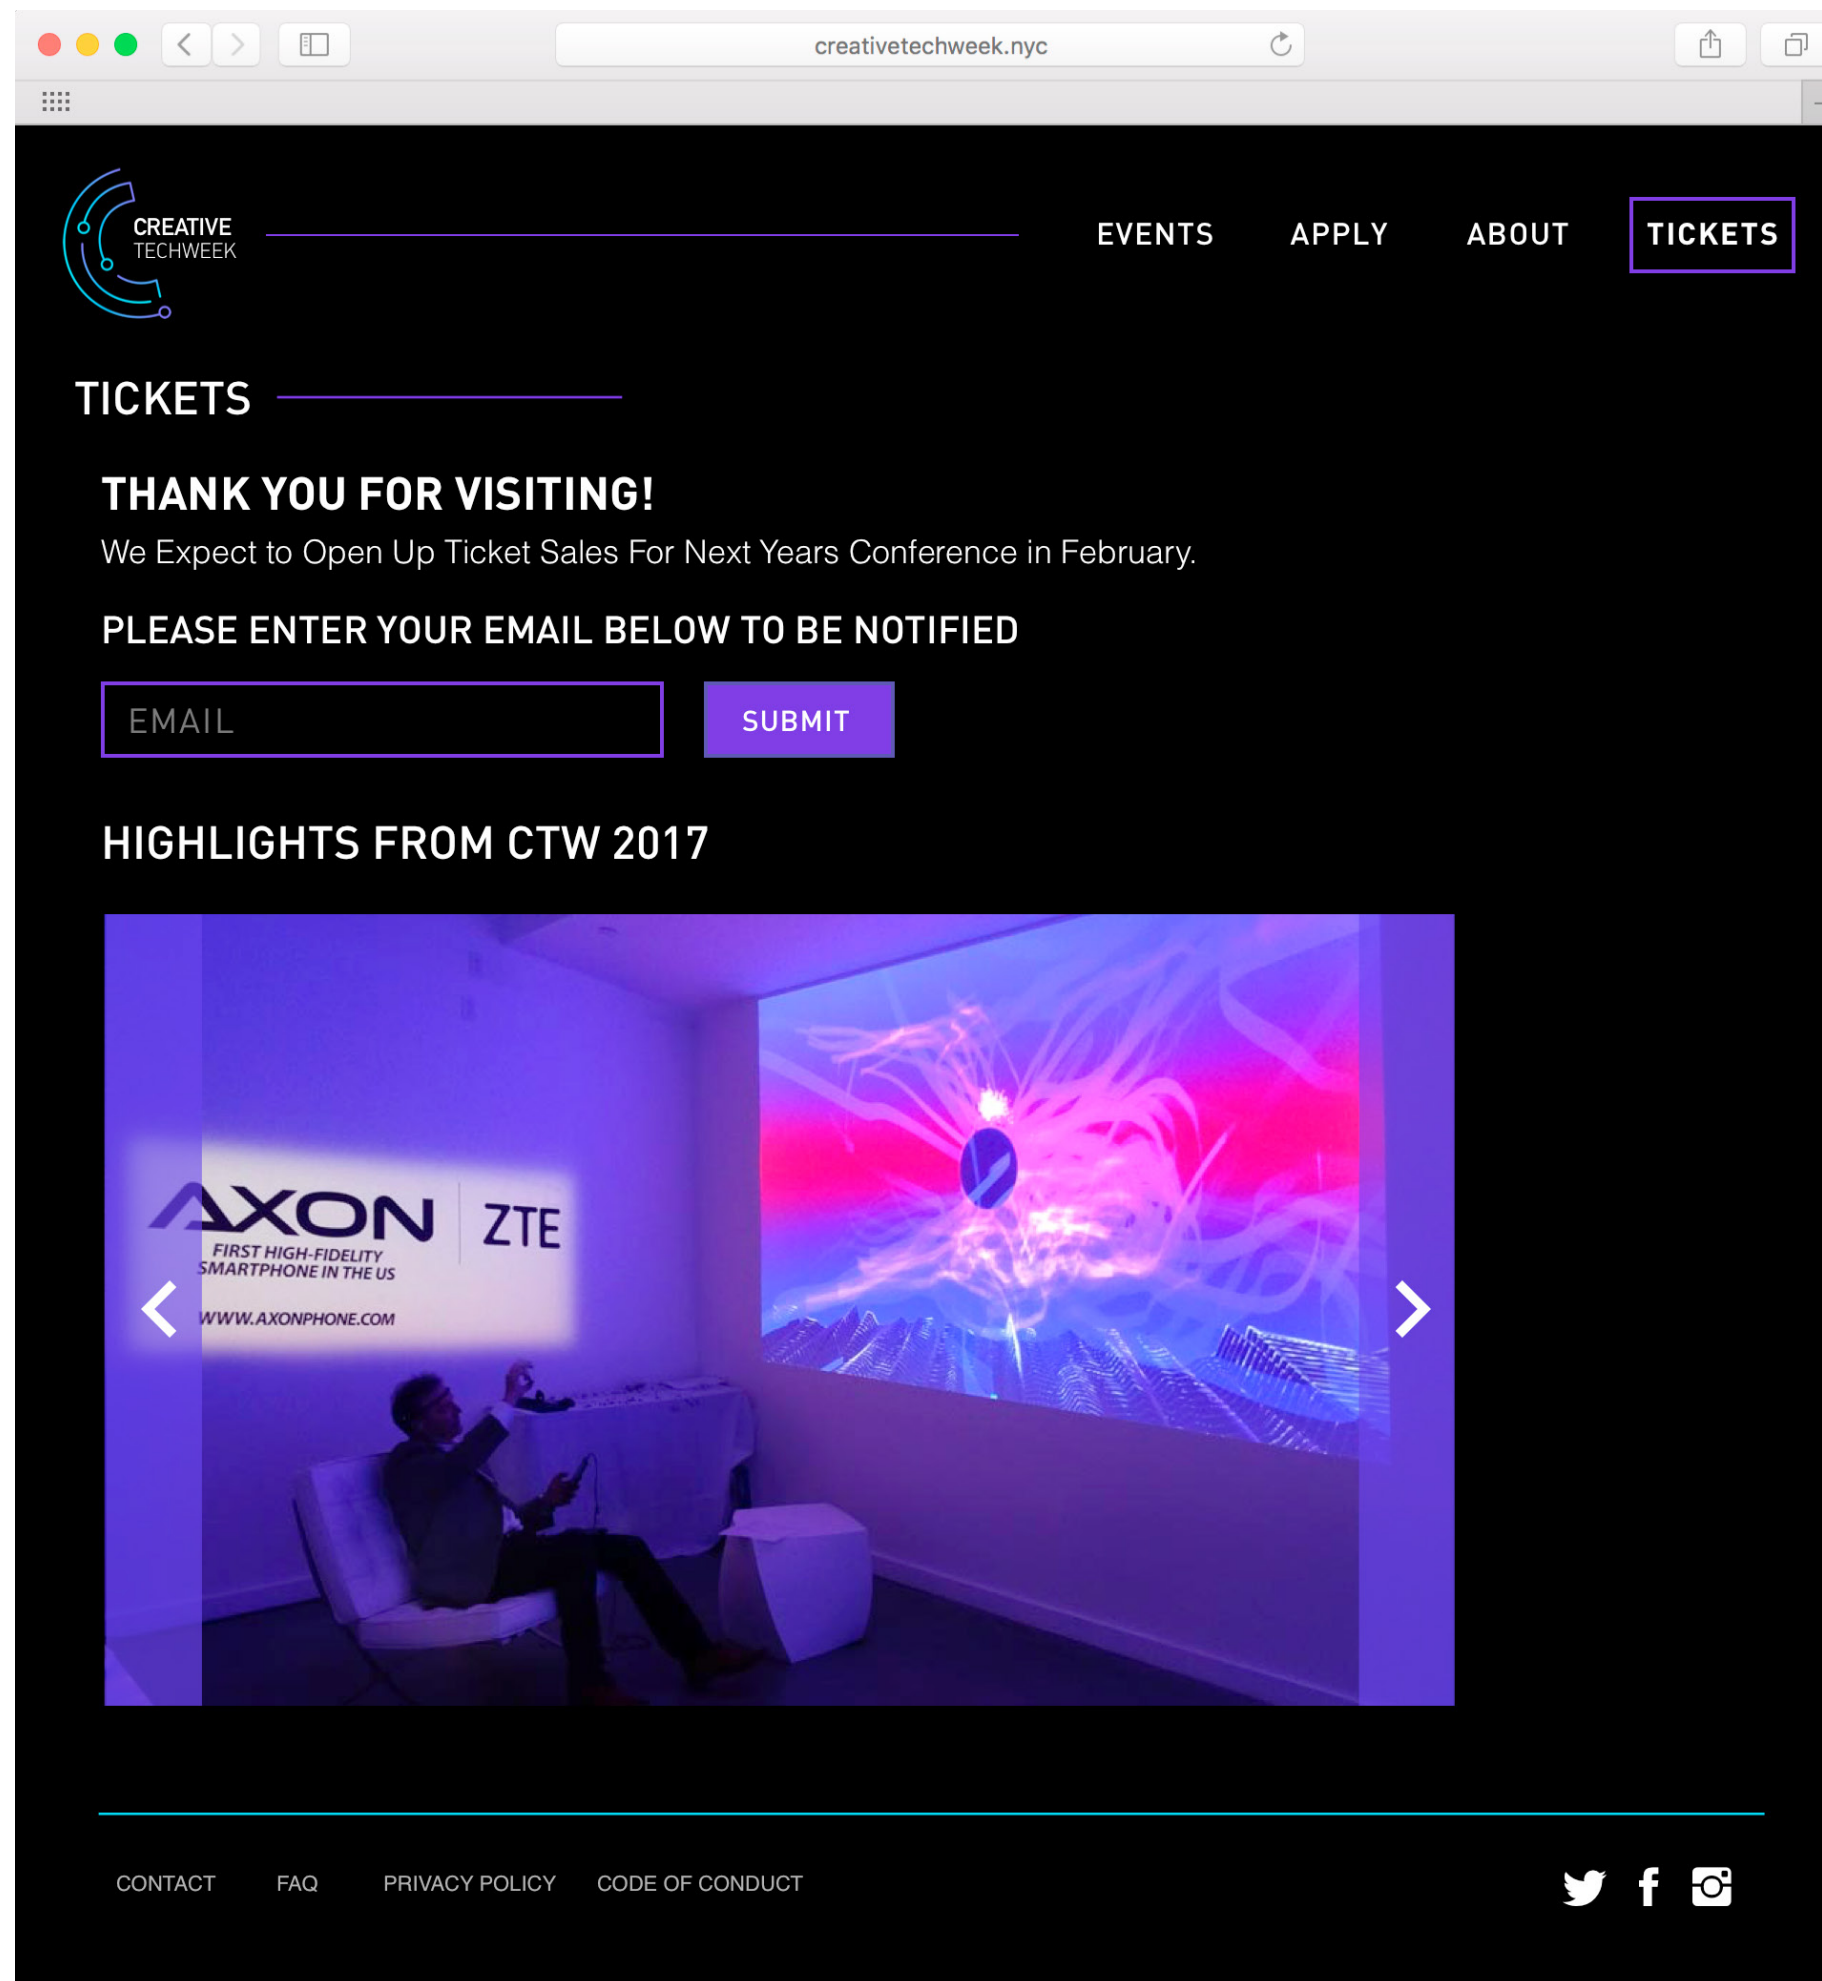 creativetechweek.nyc
CREATIVE
TECHWEEK
EVENTS APPLY ABOUT TICKETS
TICKETS
THANK YOU FOR VISITING!
We Expect to Open Up Ticket Sales For Next Years Conference in February.
PLEASE ENTER YOUR EMAIL BELOW TO BE NOTIFIED
EMAIL SUBMIT
HIGHLIGHTS FROM CTW 2017
AXON ZTE
FIRST HIGH-FIDELITY
SMARTPHONE IN THE US
WWW.AXONPHONE.COM
CONTACT FAQ PRIVACY POLICY CODE OF CONDUCT